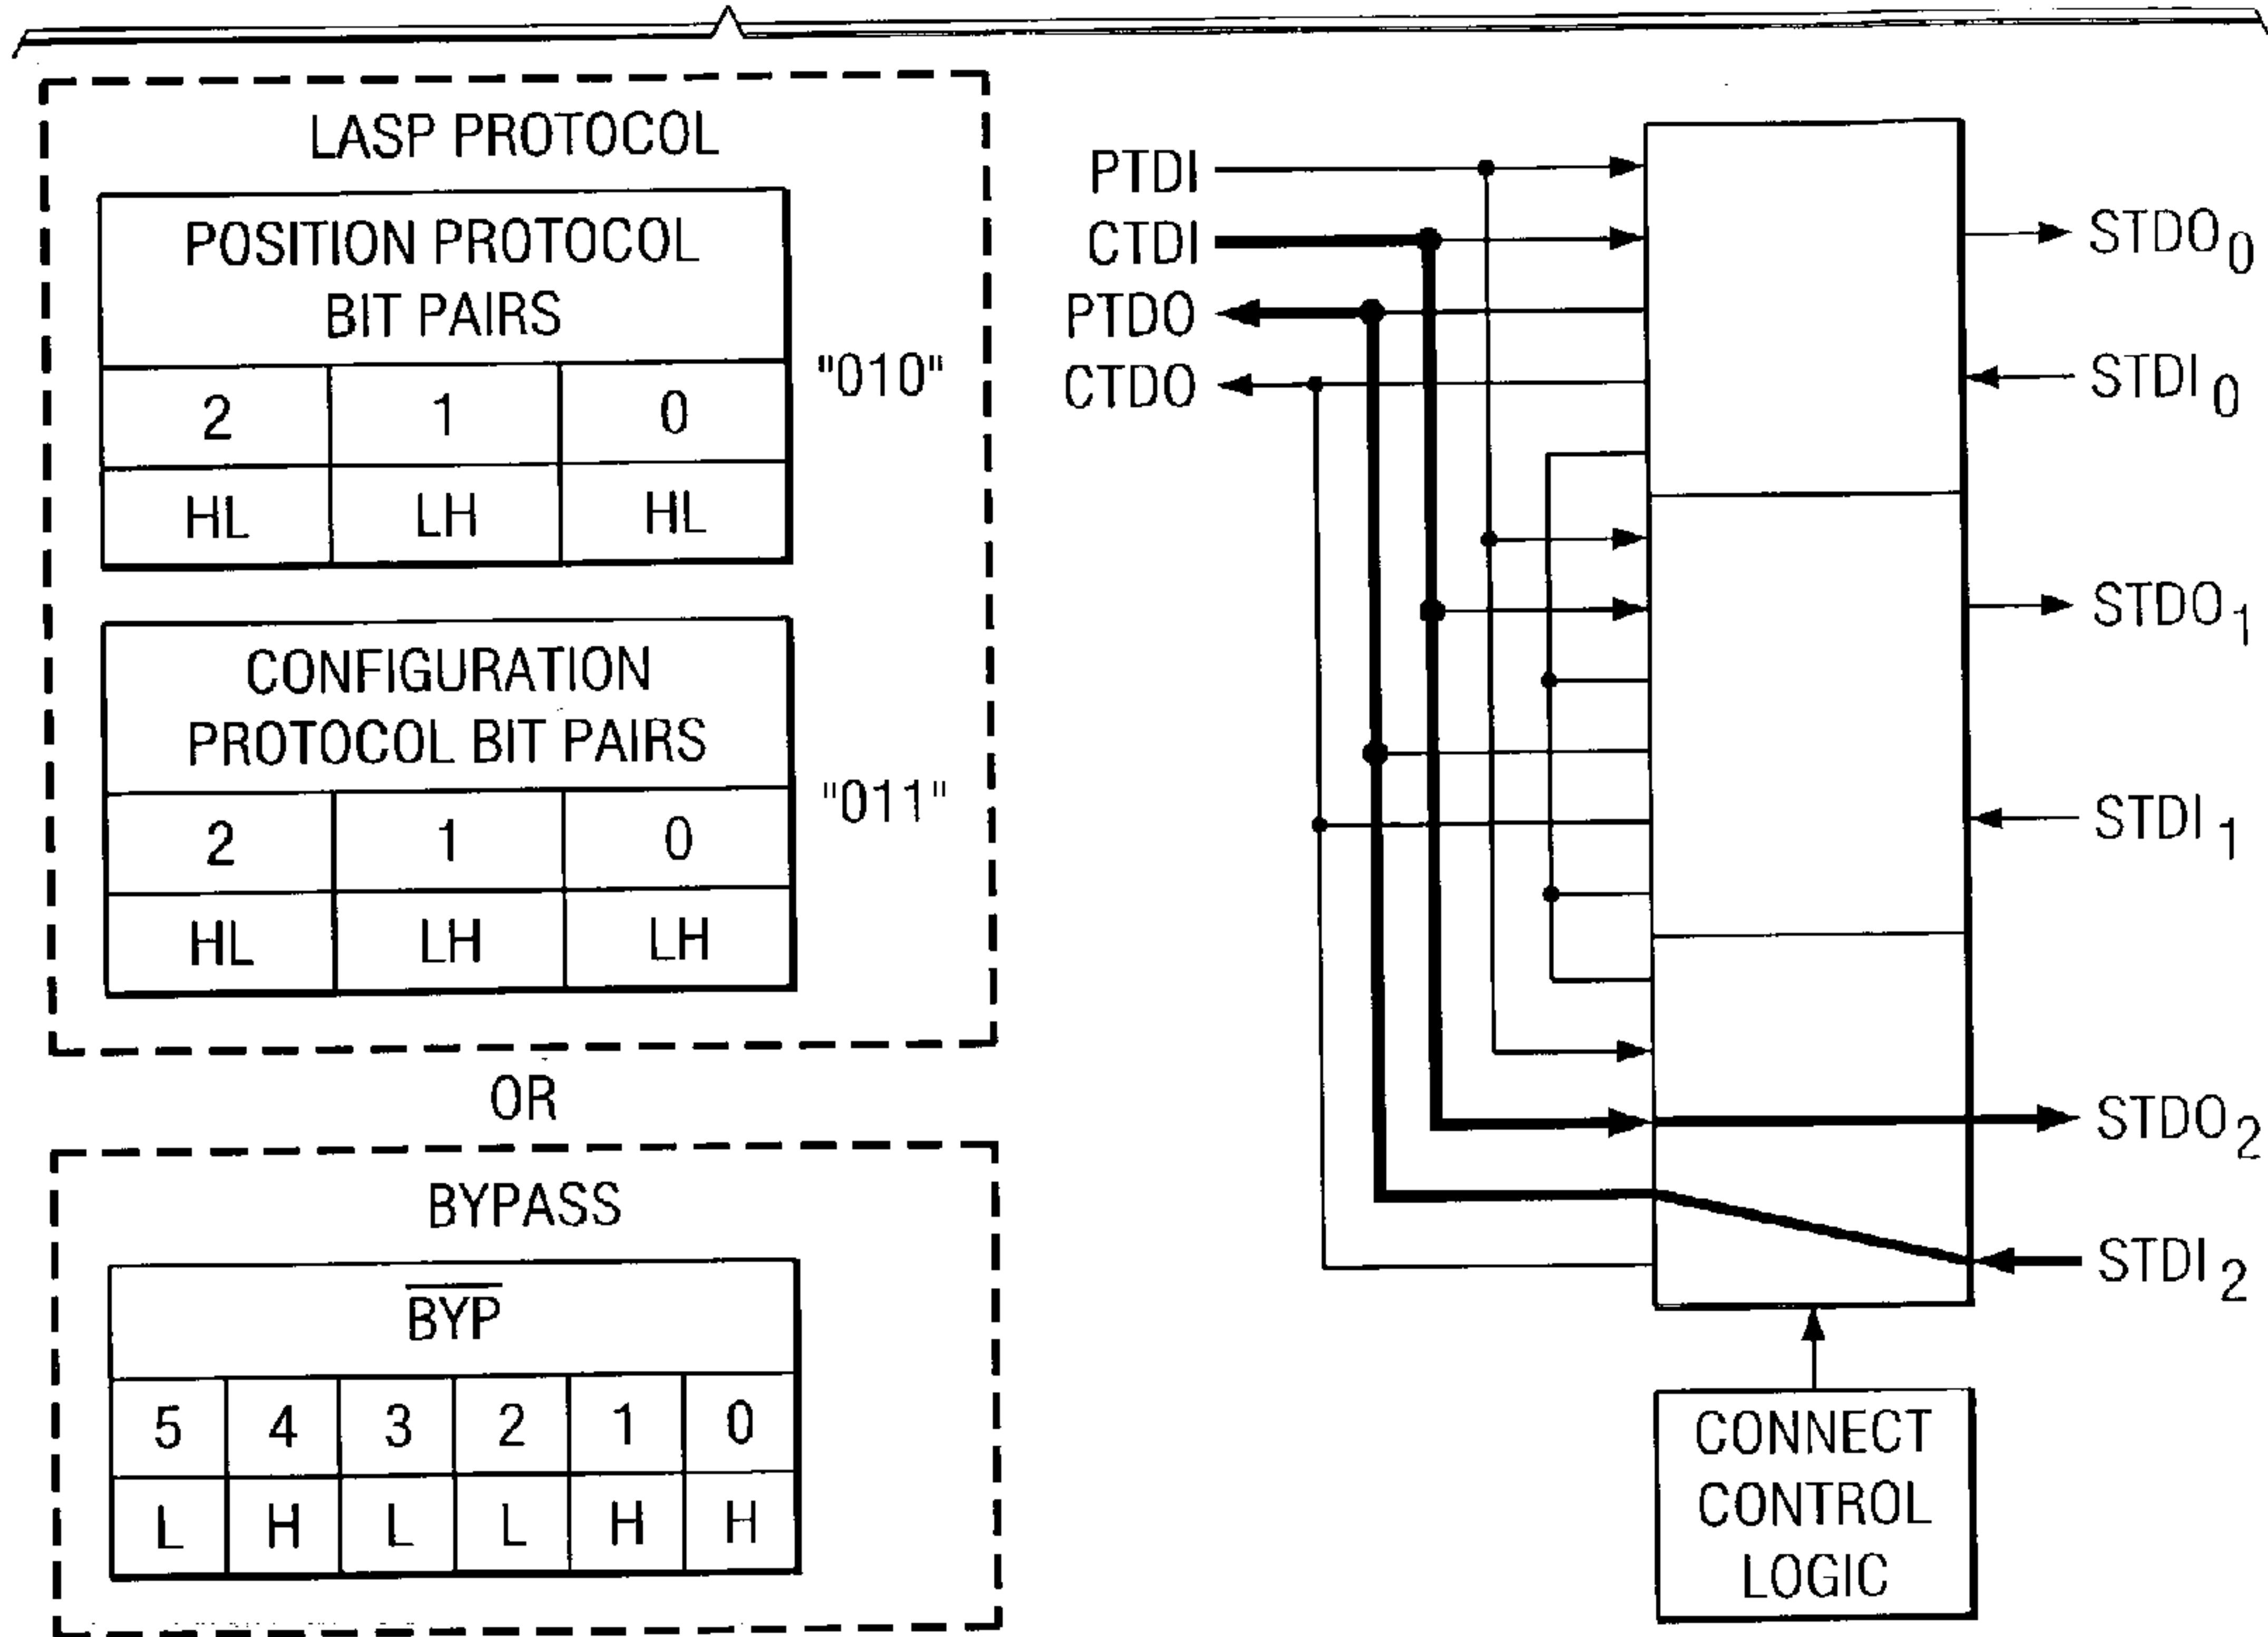 LASP PROTOCOL
POSITION PROTOCOL
BIT PAIRS
2 1 0
HL LH HL
"010"
CONFIGURATION
PROTOCOL BIT PAIRS
2 1 0
HL LH LH
"011"
OR
BYPASS
BYP
5 4 3 2 1 0
L H L L H H
PTDI
CTDI
PTDO
CTDO
STDO0
STDI0
STDO1
STDI1
STDO2
STDI2
CONNECT
CONTROL
LOGIC